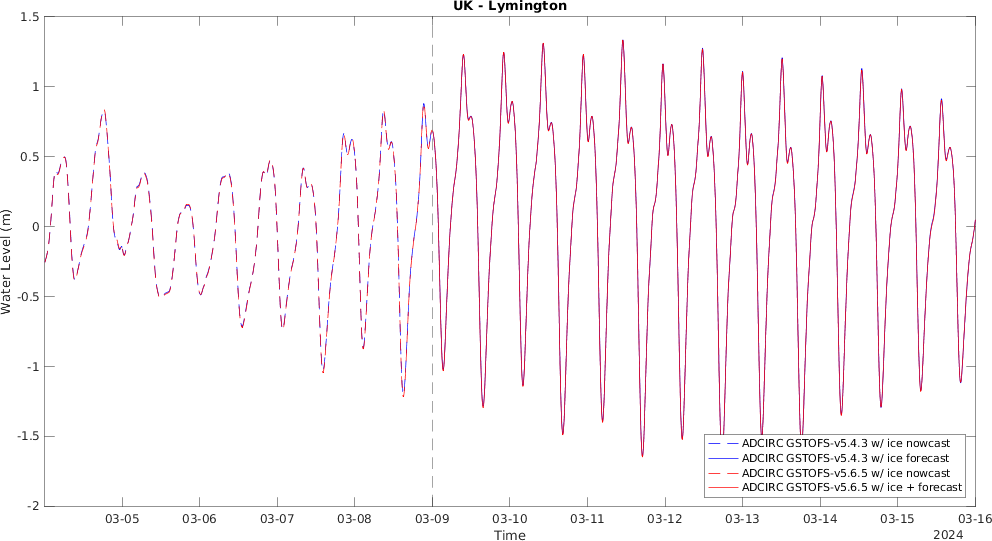 UK - Lymington
1.5
1
0.5
0
-0.5
-1
-1.5
-2
Water Level (m)
ADCIRC GSTOFS-v5.4.3 w/ ice nowcast
ADCIRC GSTOFS-v5.4.3 w/ ice forecast
ADCIRC GSTOFS-v5.6.5 w/ ice nowcast
ADCIRC GSTOFS-v5.6.5 w/ ice + forecast
03-05 03-06 03-07 03-08 03-09 03-10 03-11 03-12 03-13 03-14 03-15 03-16
Time
2024